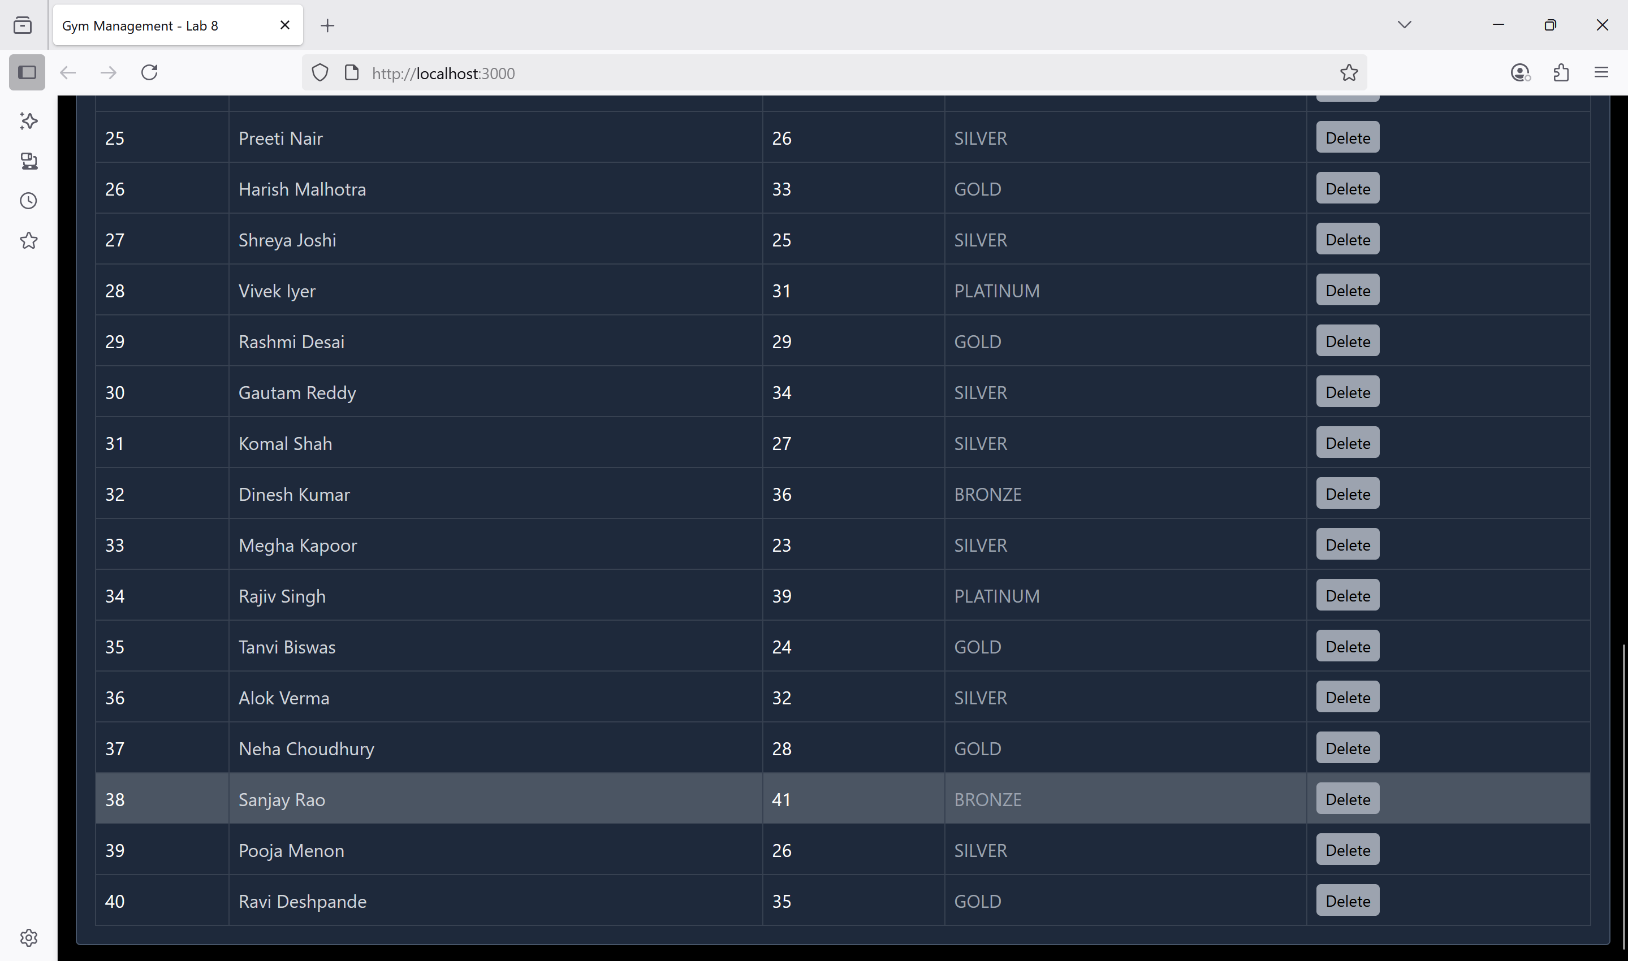 Gym Management - Lab 8
http://localhost:3000
25 Preeti Nair 26 SILVER Delete
26 Harish Malhotra 33 GOLD Delete
27 Shreya Joshi 25 SILVER Delete
28 Vivek Iyer 31 PLATINUM Delete
29 Rashmi Desai 29 GOLD Delete
30 Gautam Reddy 34 SILVER Delete
31 Komal Shah 27 SILVER Delete
32 Dinesh Kumar 36 BRONZE Delete
33 Megha Kapoor 23 SILVER Delete
34 Rajiv Singh 39 PLATINUM Delete
35 Tanvi Biswas 24 GOLD Delete
36 Alok Verma 32 SILVER Delete
37 Neha Choudhury 28 GOLD Delete
38 Sanjay Rao 41 BRONZE Delete
39 Pooja Menon 26 SILVER Delete
40 Ravi Deshpande 35 GOLD Delete